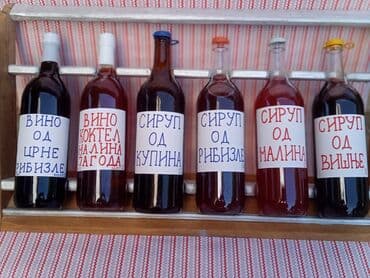 ВИНО
ОД
ЦРНЕ
РИБИЗЛЕ
ВИНО
КОКТЕЛ
МАЛИНА
ЈАГОДА
СИРУП
ОД
КУПИНА
СИРУП
ОД
РИБИЗЛЕ
СИРУП
ОД
МАЛИНА
СИРУП
ОД
ВИШЊЕ